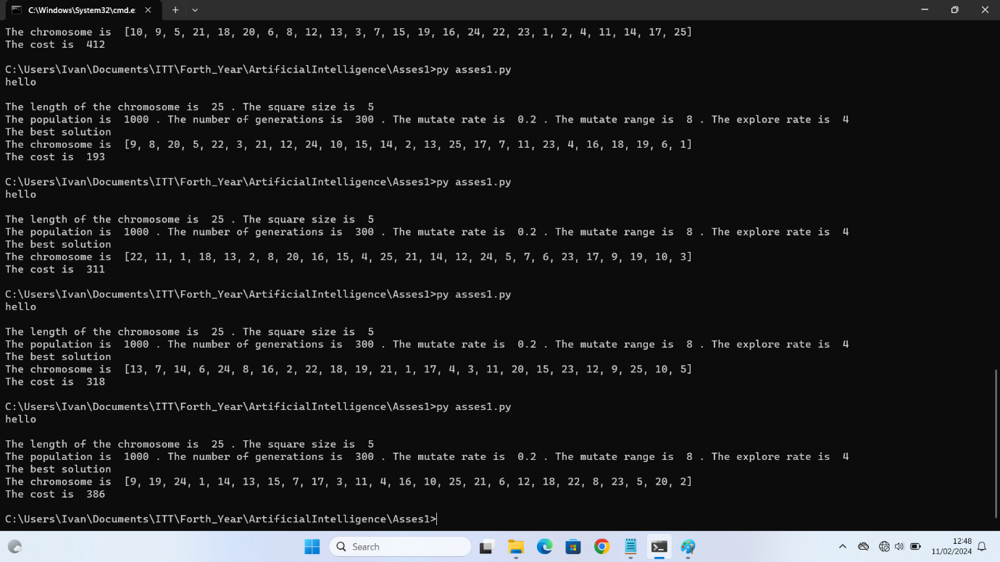 C:\Windows\System32\cmd.e:
The chromosome is  [10, 9, 5, 21, 18, 20, 6, 8, 12, 13, 3, 7, 15, 19, 16, 24, 22, 23, 1, 2, 4, 11, 14, 17, 25]
The cost is  412
C:\Users\Ivan\Documents\ITT\Forth_Year\ArtificialIntelligence\Asses1>py asses1.py
hello
The length of the chromosome is  25 . The square size is  5
The population is  1000 . The number of generations is  300 . The mutate rate is  0.2 . The mutate range is  8 . The explore rate is  4
The best solution
The chromosome is  [9, 8, 20, 5, 22, 3, 21, 12, 24, 10, 15, 14, 2, 13, 25, 17, 7, 11, 23, 4, 16, 18, 19, 6, 1]
The cost is  193
C:\Users\Ivan\Documents\ITT\Forth_Year\ArtificialIntelligence\Asses1>py asses1.py
hello
The length of the chromosome is  25 . The square size is  5
The population is  1000 . The number of generations is  300 . The mutate rate is  0.2 . The mutate range is  8 . The explore rate is  4
The best solution
The chromosome is  [22, 11, 1, 18, 13, 2, 8, 20, 16, 15, 4, 25, 21, 14, 12, 24, 5, 7, 6, 23, 17, 9, 19, 10, 3]
The cost is  311
C:\Users\Ivan\Documents\ITT\Forth_Year\ArtificialIntelligence\Asses1>py asses1.py
hello
The length of the chromosome is  25 . The square size is  5
The population is  1000 . The number of generations is  300 . The mutate rate is  0.2 . The mutate range is  8 . The explore rate is  4
The best solution
The chromosome is  [13, 7, 14, 6, 24, 8, 16, 2, 22, 18, 19, 21, 1, 17, 4, 3, 11, 20, 15, 23, 12, 9, 25, 10, 5]
The cost is  318
C:\Users\Ivan\Documents\ITT\Forth_Year\ArtificialIntelligence\Asses1>py asses1.py
hello
The length of the chromosome is  25 . The square size is  5
The population is  1000 . The number of generations is  300 . The mutate rate is  0.2 . The mutate range is  8 . The explore rate is  4
The best solution
The chromosome is  [9, 19, 24, 1, 14, 13, 15, 7, 17, 3, 11, 4, 16, 10, 25, 21, 6, 12, 18, 22, 8, 23, 5, 20, 2]
The cost is  386
C:\Users\Ivan\Documents\ITT\Forth_Year\ArtificialIntelligence\Asses1>
Search
12:48
11/02/2024